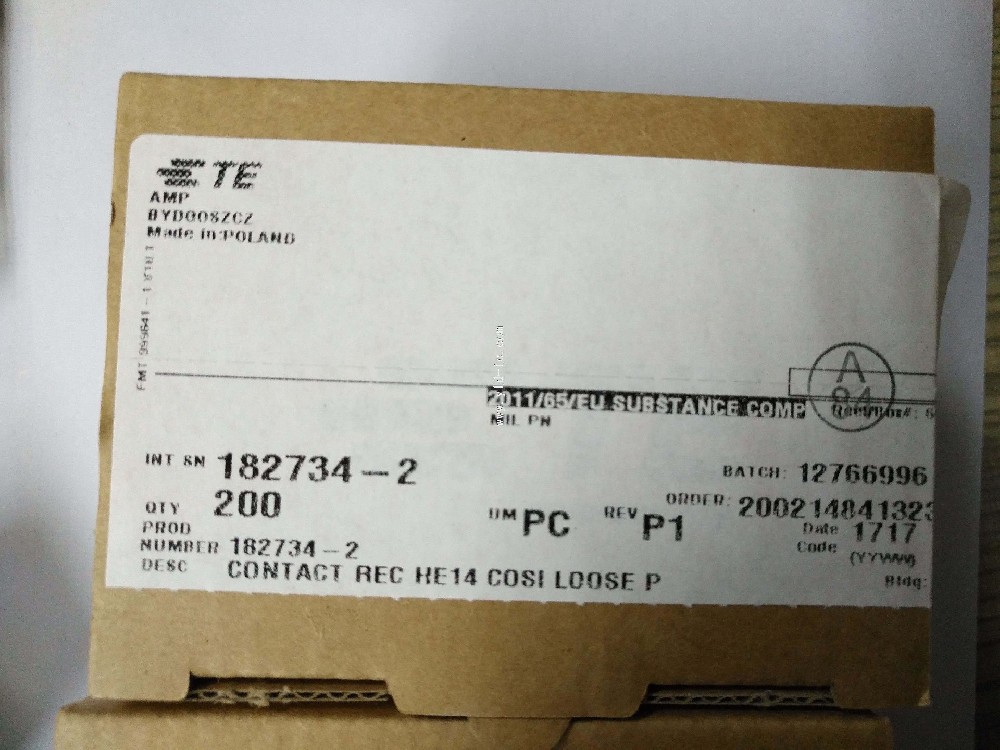 TE
AMP
Made in:POLAND
A
84
2011/65/EU SUBSTANCE COMP
MIL PN
INT SN 182734-2
BATCH: 12766996
QTY 200
ORDER: 200214841323
UM PC
REV P1
Date Code 1717
(YYWW)
PROD
NUMBER 182734-2
DESC CONTACT REC HE14 COSI LOOSE P
Bldg: